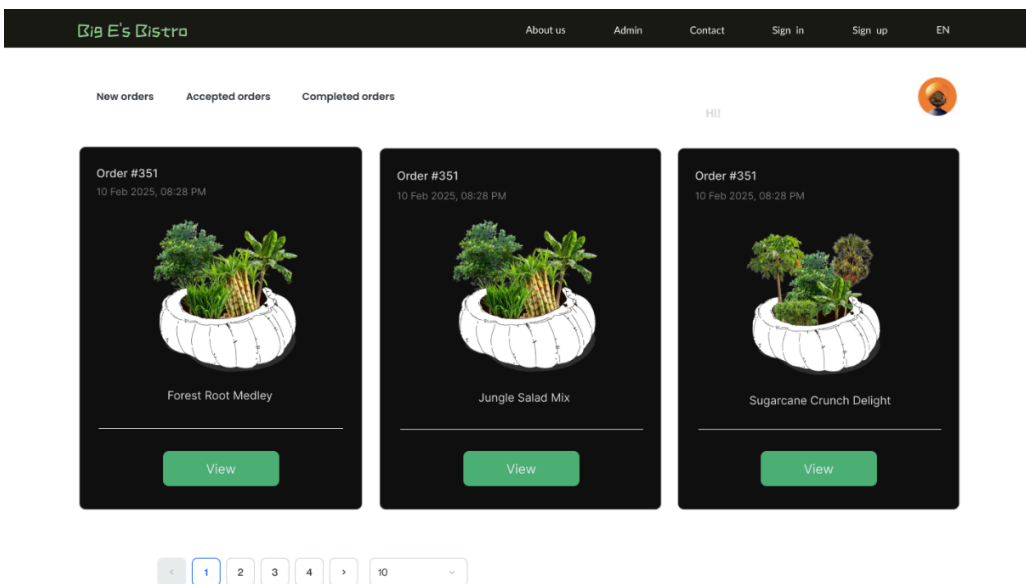 Big E's Bistro About us Admin Contact Sign in Sign up EN
New orders Accepted orders Completed orders
HI!
Order #351
10 Feb 2025, 08:28 PM
Forest Root Medley
View
Order #351
10 Feb 2025, 08:28 PM
Jungle Salad Mix
View
Order #351
10 Feb 2025, 08:28 PM
Sugarcane Crunch Delight
View
< 1 2 3 4 > 10